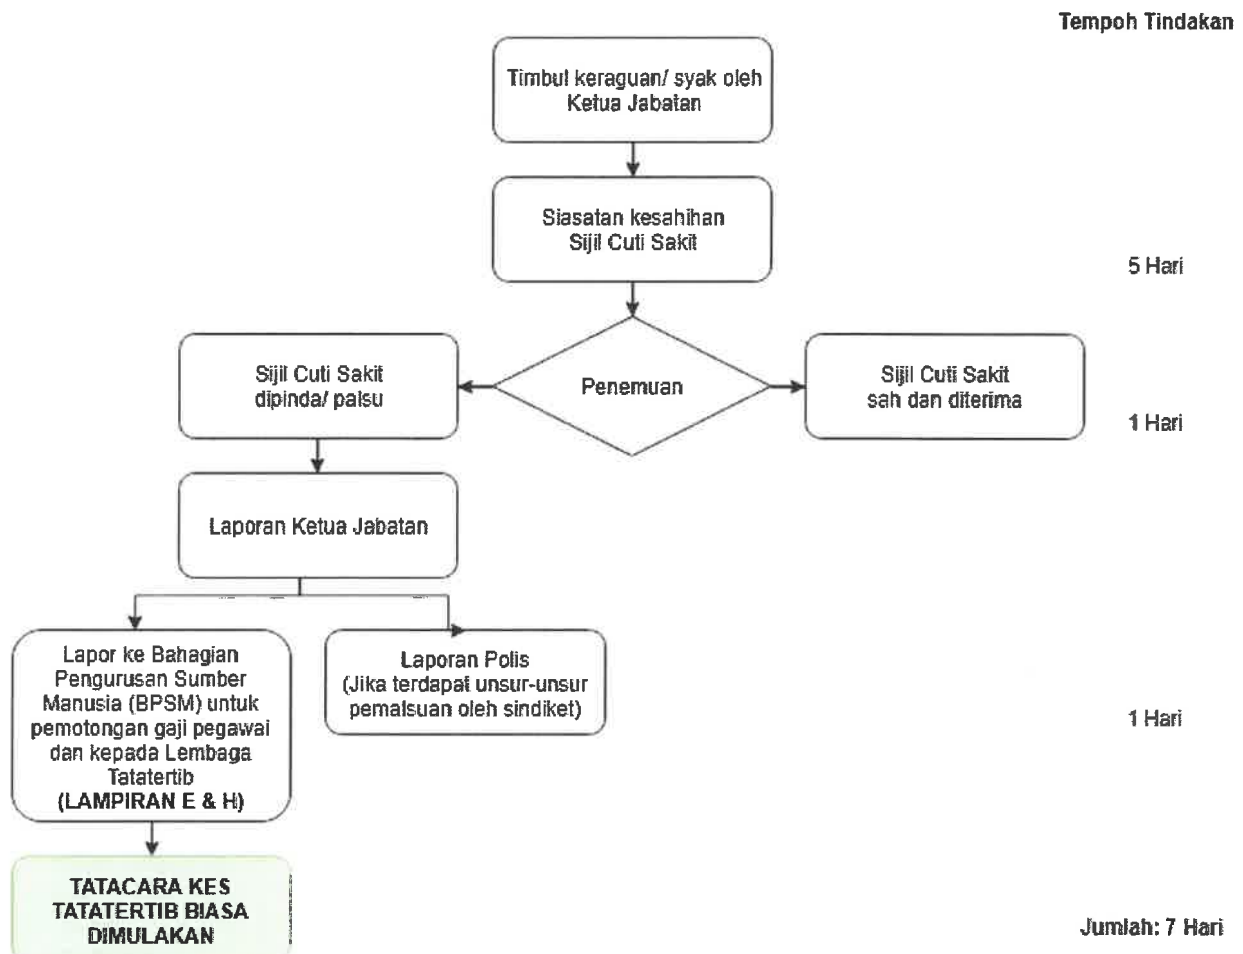 Tempoh Tindakan
Timbul keraguan/ syak oleh
Ketua Jabatan
Siasatan kesahihan
Sijil Cuti Sakit
5 Hari
Sijil Cuti Sakit
dipinda/ palsu
Penemuan
Sijil Cuti Sakit
sah dan diterima
1 Hari
Laporan Ketua Jabatan
Lapor ke Bahagian
Pengurusan Sumber
Manusia (BPSM) untuk
pemotongan gaji pegawai
dan kepada Lembaga
Tatatertib
(LAMPIRAN E & H)
Laporan Polis
(Jika terdapat unsur-unsur
pemalsuan oleh sindiket)
1 Hari
TATACARA KES
TATATERTIB BIASA
DIMULAKAN
Jumlah: 7 Hari